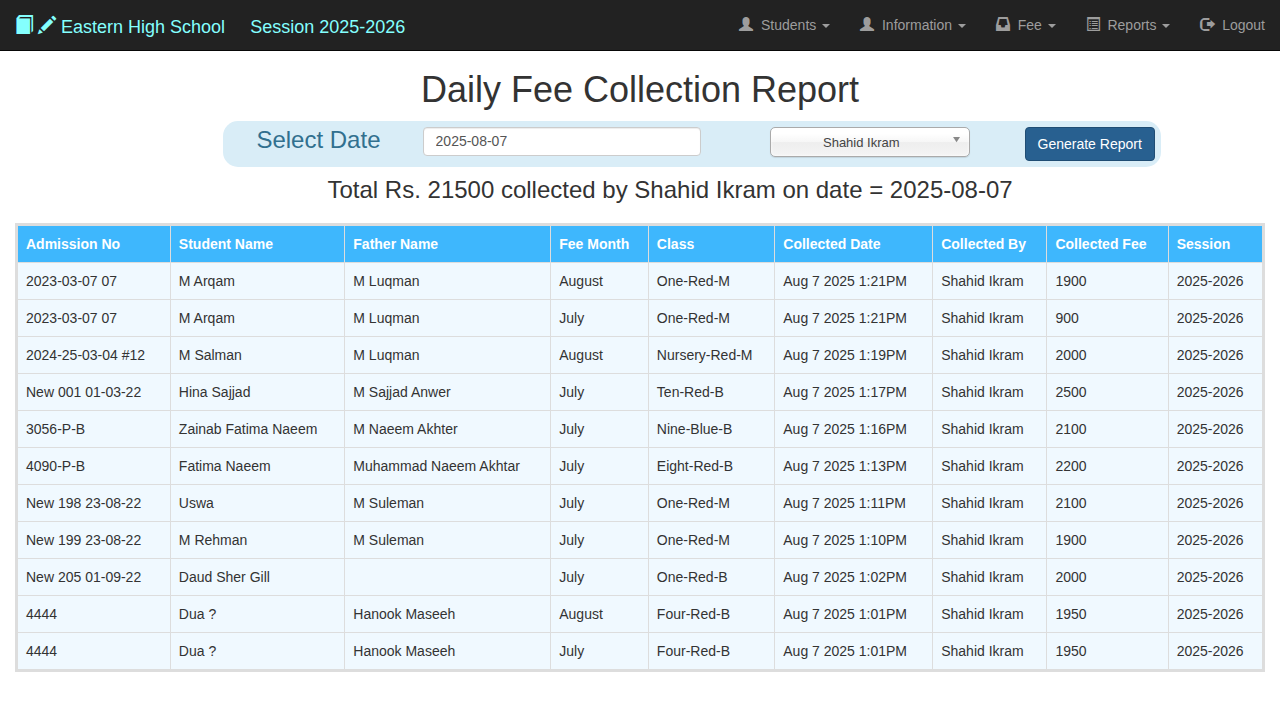 Eastern High School Session 2025-2026 Students Information Fee Reports Logout
Daily Fee Collection Report
Select Date 2025-08-07 Shahid Ikram Generate Report
Total Rs. 21500 collected by Shahid Ikram on date = 2025-08-07
Admission No Student Name Father Name Fee Month Class Collected Date Collected By Collected Fee Session
2023-03-07 07 M Arqam M Luqman August One-Red-M Aug 7 2025 1:21PM Shahid Ikram 1900 2025-2026
2023-03-07 07 M Arqam M Luqman July One-Red-M Aug 7 2025 1:21PM Shahid Ikram 900 2025-2026
2024-25-03-04 #12 M Salman M Luqman August Nursery-Red-M Aug 7 2025 1:19PM Shahid Ikram 2000 2025-2026
New 001 01-03-22 Hina Sajjad M Sajjad Anwer July Ten-Red-B Aug 7 2025 1:17PM Shahid Ikram 2500 2025-2026
3056-P-B Zainab Fatima Naeem M Naeem Akhter July Nine-Blue-B Aug 7 2025 1:16PM Shahid Ikram 2100 2025-2026
4090-P-B Fatima Naeem Muhammad Naeem Akhtar July Eight-Red-B Aug 7 2025 1:13PM Shahid Ikram 2200 2025-2026
New 198 23-08-22 Uswa M Suleman July One-Red-M Aug 7 2025 1:11PM Shahid Ikram 2100 2025-2026
New 199 23-08-22 M Rehman M Suleman July One-Red-M Aug 7 2025 1:10PM Shahid Ikram 1900 2025-2026
New 205 01-09-22 Daud Sher Gill July One-Red-B Aug 7 2025 1:02PM Shahid Ikram 2000 2025-2026
4444 Dua ? Hanook Maseeh August Four-Red-B Aug 7 2025 1:01PM Shahid Ikram 1950 2025-2026
4444 Dua ? Hanook Maseeh July Four-Red-B Aug 7 2025 1:01PM Shahid Ikram 1950 2025-2026